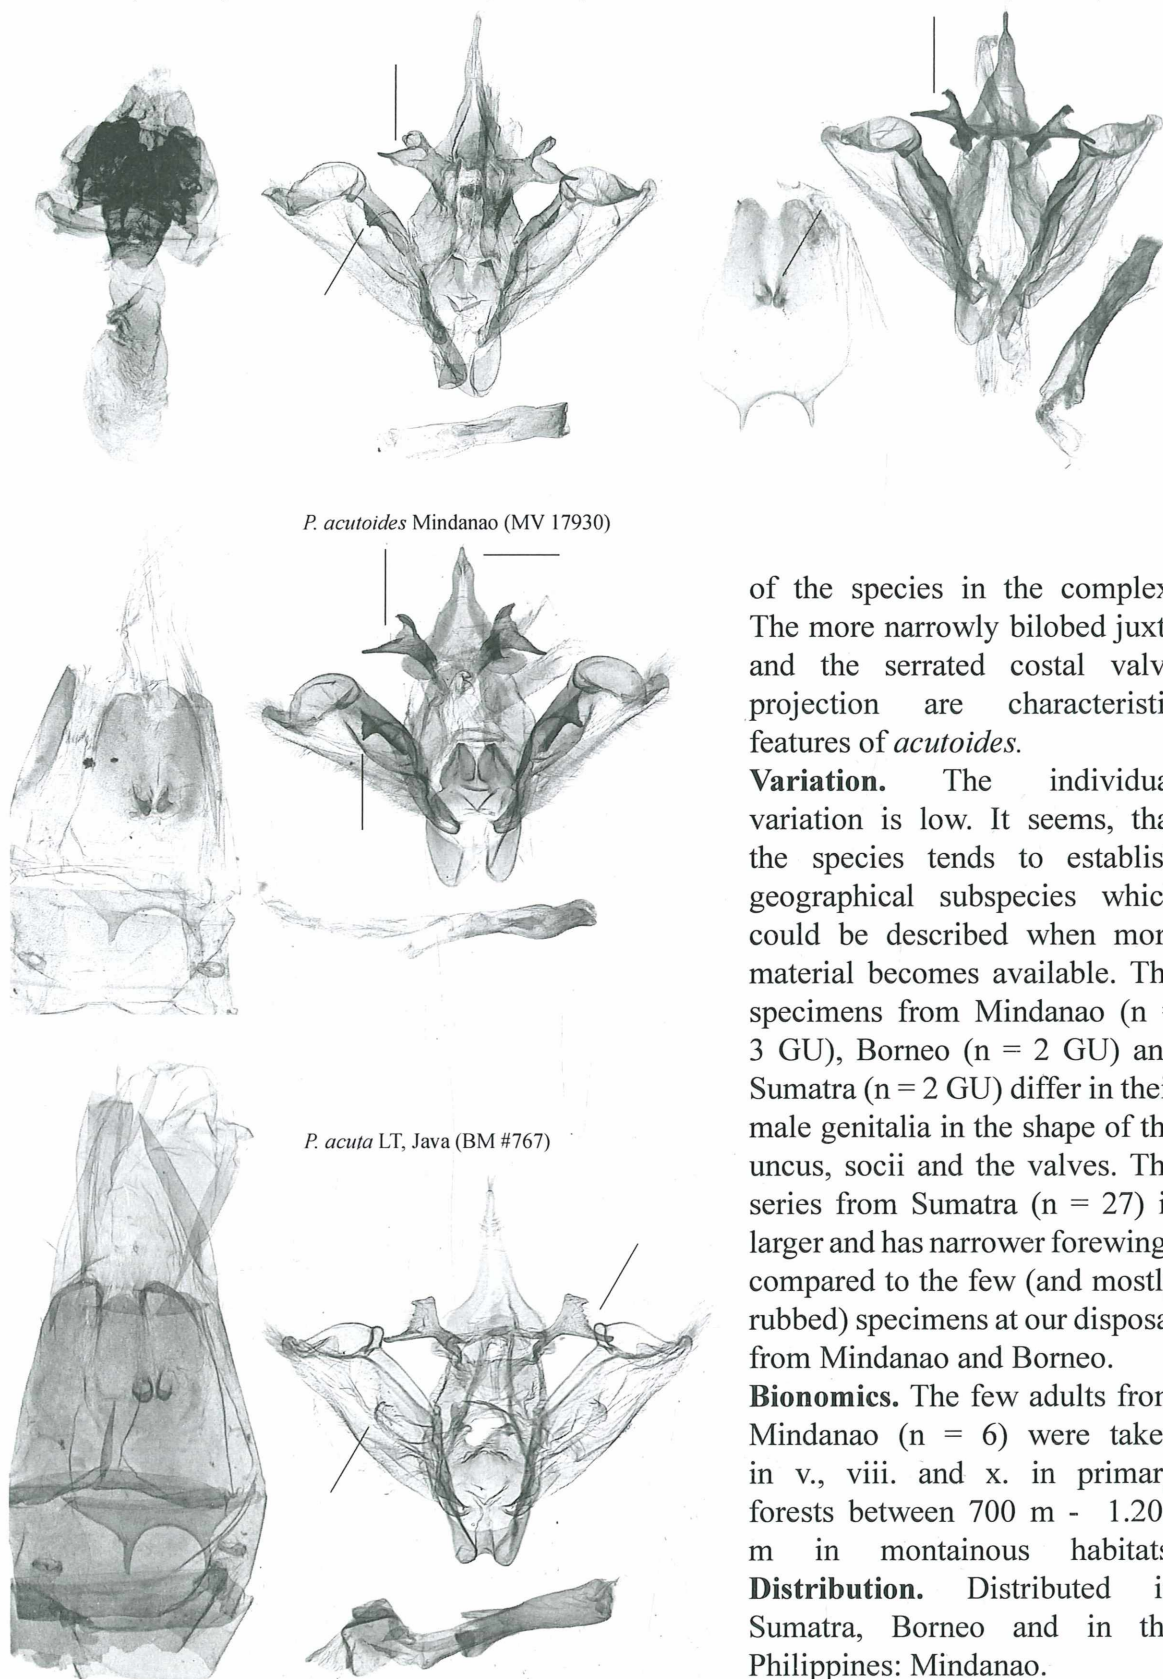 P. acutoides Mindanao (MV 17930)
P. acuta LT, Java (BM #767)
of the species in the complex
The more narrowly bilobed juxt
and the serrated costal valv
projection are characteristi
features of acutoides.
Variation. The individua
variation is low. It seems, tha
the species tends to establis
geographical subspecies whic
could be described when mor
material becomes available. Th
specimens from Mindanao (n =
3 GU), Borneo (n = 2 GU) an
Sumatra (n = 2 GU) differ in thei
male genitalia in the shape of th
uncus, socii and the valves. Th
series from Sumatra (n = 27) i
larger and has narrower forewing
compared to the few (and mostl
rubbed) specimens at our disposa
from Mindanao and Borneo.
Bionomics. The few adults from
Mindanao (n = 6) were take
in v., viii. and x. in primar
forests between 700 m - 1.20
m in montainous habitats
Distribution. Distributed i
Sumatra, Borneo and in th
Philippines: Mindanao.